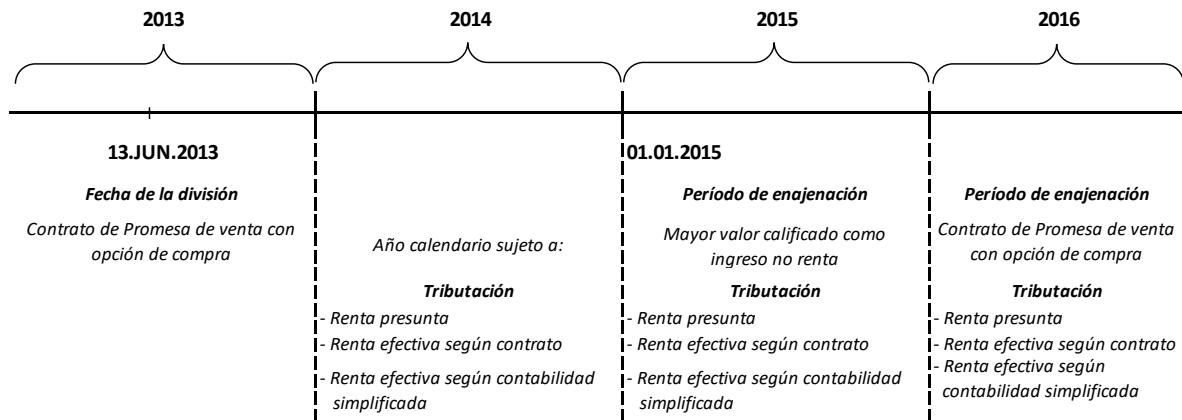 2013
2014
2015
2016
13.JUN.2013
Fecha de la división
Contrato de Promesa de venta con
opción de compra
Año calendario sujeto a:
Tributación
- Renta presunta
- Renta efectiva según contrato
- Renta efectiva según contabilidad
simplificada
01.01.2015
Período de enajenación
Mayor valor calificado como
ingreso no renta
Tributación
- Renta presunta
- Renta efectiva según contrato
- Renta efectiva según contabilidad
simplificada
Período de enajenación
Contrato de Promesa de venta
con opción de compra
Tributación
- Renta presunta
- Renta efectiva según contrato
- Renta efectiva según
contabilidad simplificada